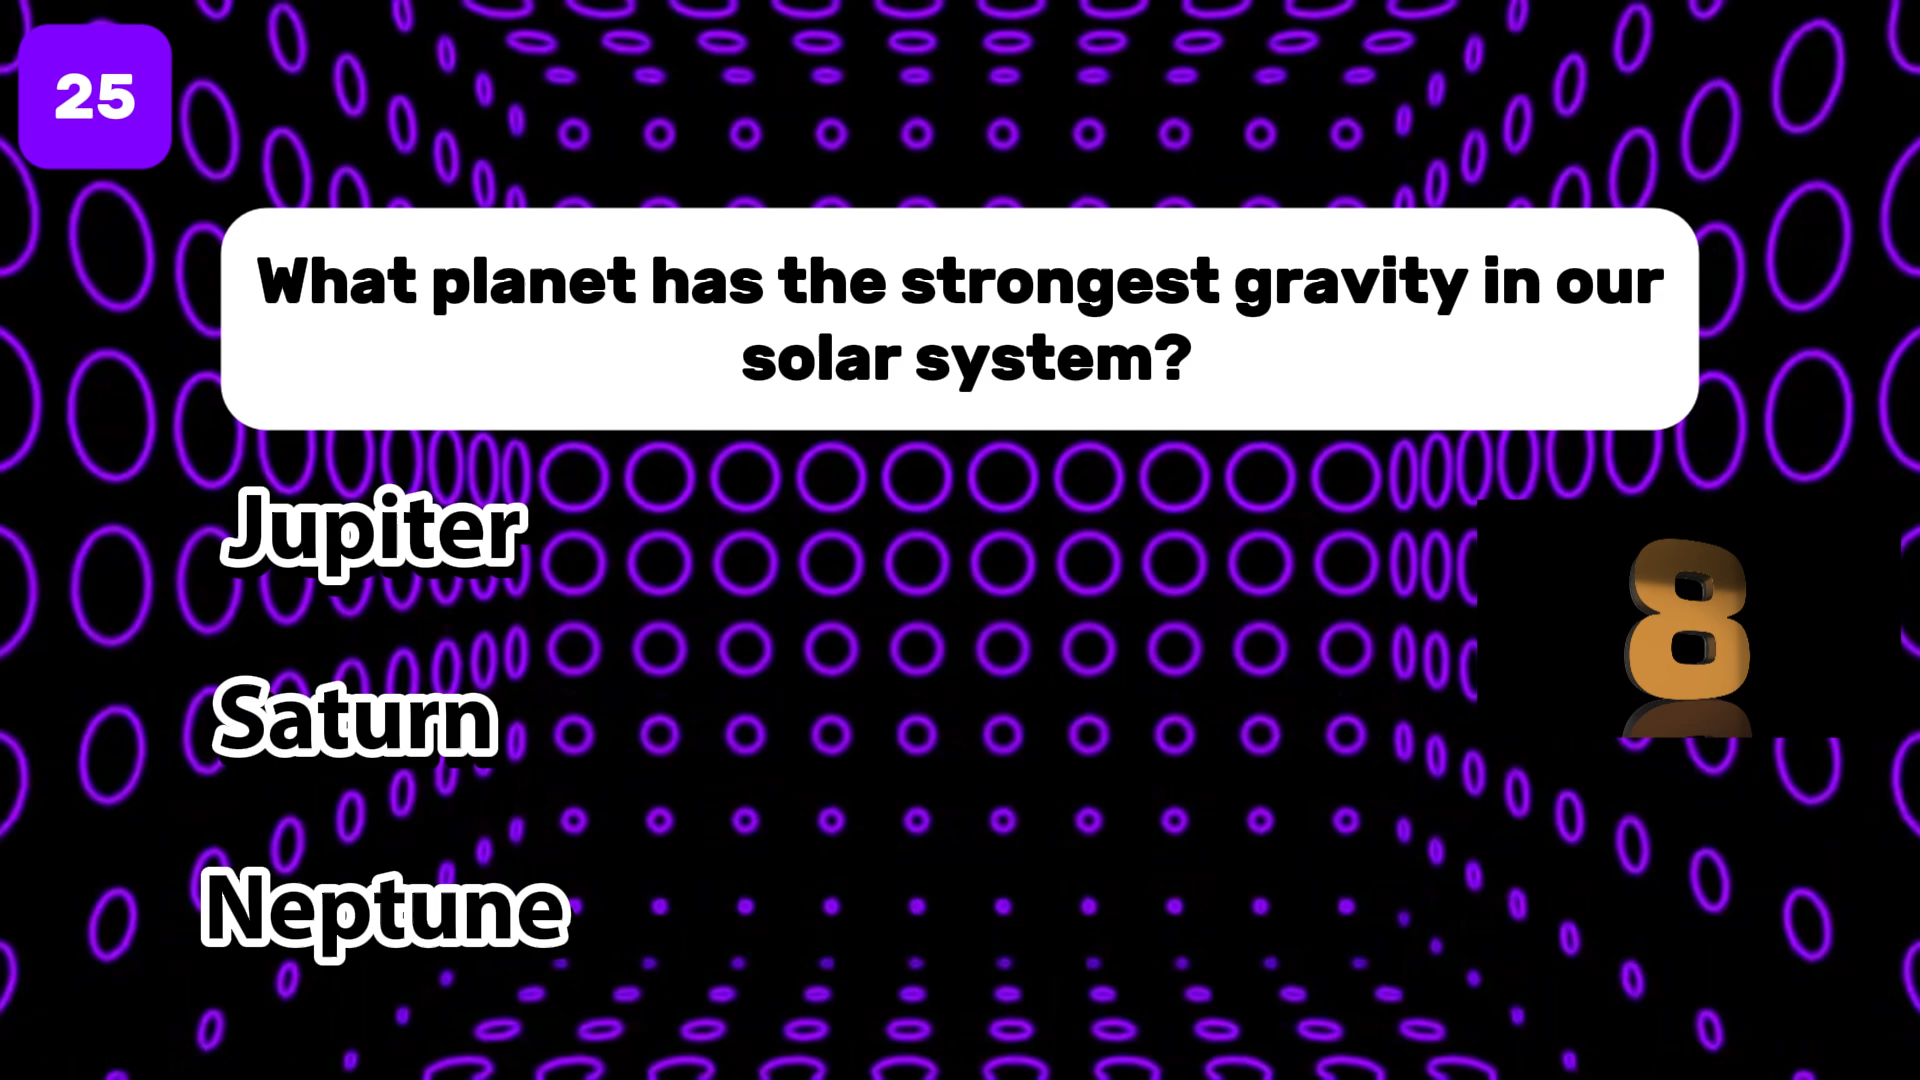 25
What planet has the strongest gravity in our
solar system?
Jupiter
8
Saturn
Neptune